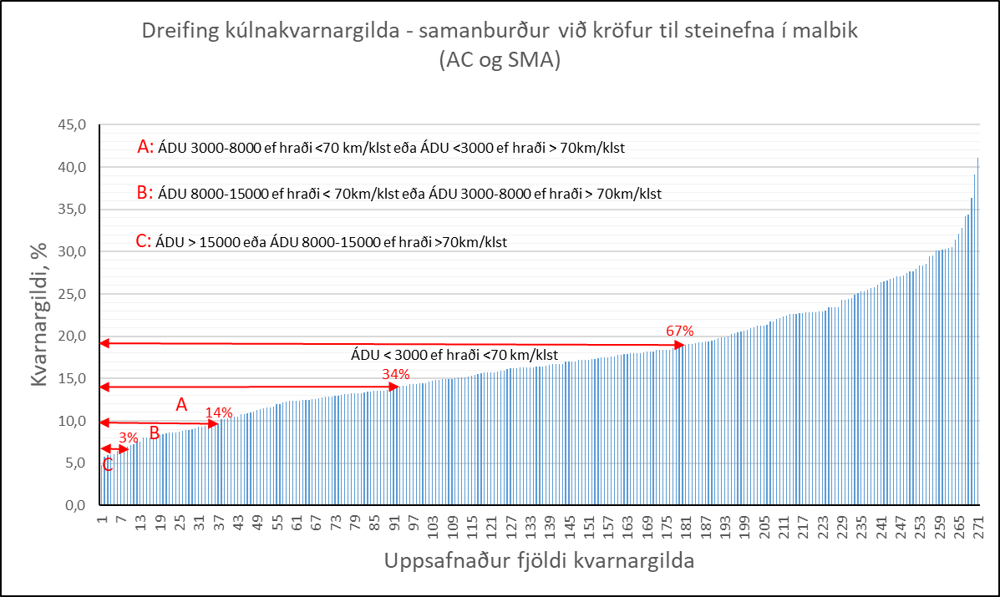 Dreifing kúlnakvarnargilda - samanburður við kröfur til steinefna í malbik
(AC og SMA)
45,0
40,0
35,0
30,0
25,0
20,0
15,0
10,0
5,0
0,0
Kvarnargildi, %
A: ÁDU 3000-8000 ef hraði <70 km/klst eða ÁDU <3000 ef hraði > 70km/klst
B: ÁDU 8000-15000 ef hraði < 70km/klst eða ÁDU 3000-8000 ef hraði > 70km/klst
C: ÁDU > 15000 eða ÁDU 8000-15000 ef hraði >70km/klst
67%
ÁDU < 3000 ef hraði <70 km/klst
34%
A
14%
B
3%
C
1 7 13 19 25 31 37 43 49 55 61 67 73 79 85 91 97 103 109 115 121 127 133 139 145 151 157 163 169 175 181 187 193 199 205 211 217 223 229 235 241 247 253 259 265 271
Uppsafnaður fjöldi kvarnargilda